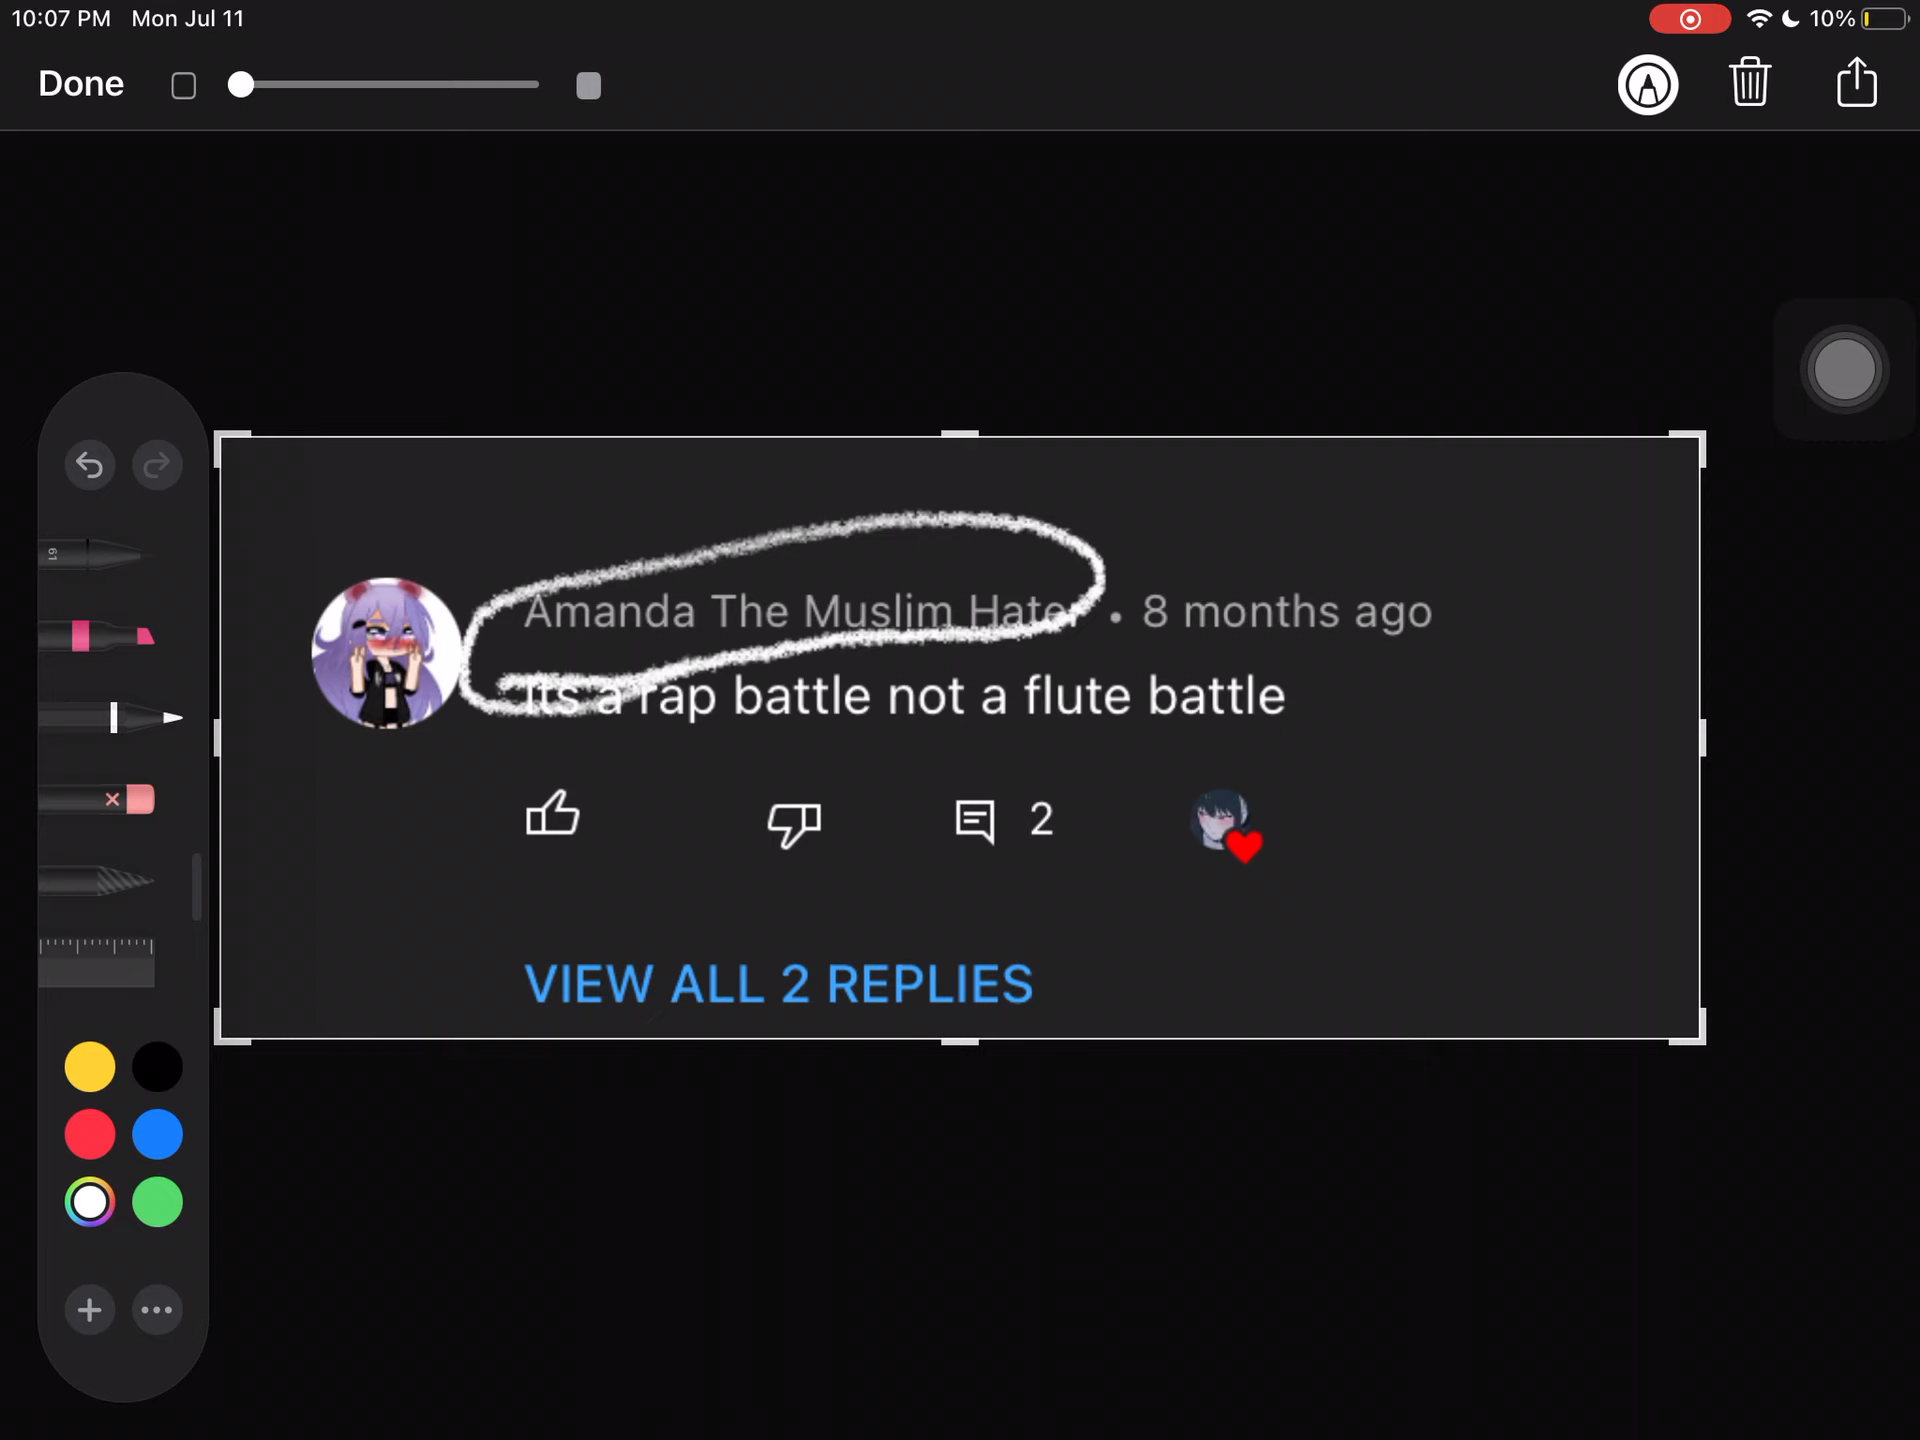 10:07 PM Mon Jul 11 10%
Done
61
Amanda The Muslim Hater • 8 months ago
Its a rap battle not a flute battle
2
VIEW ALL 2 REPLIES